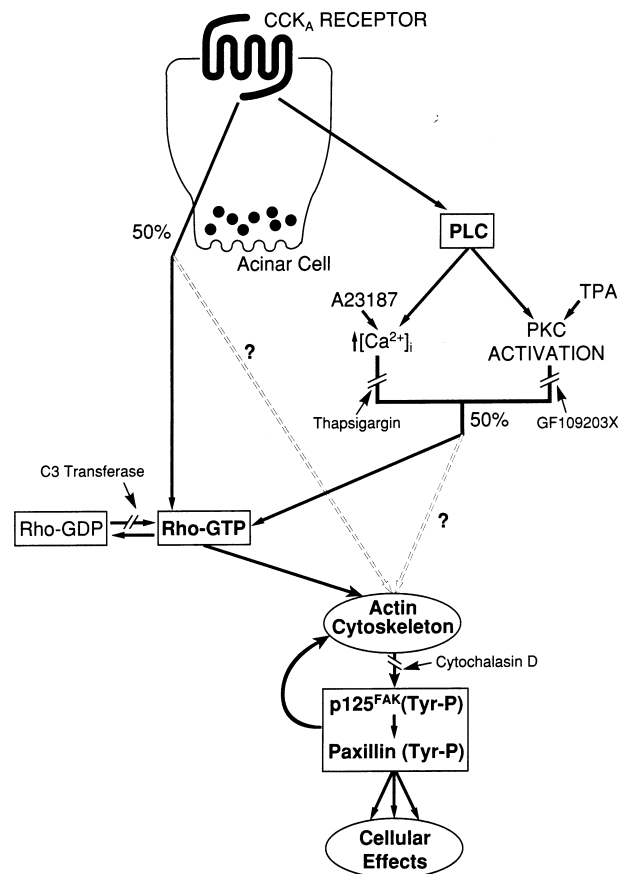 CCKA RECEPTOR
50%
Acinar Cell
PLC
A23187
TPA
[Ca2+]i
PKC
ACTIVATION
?
Thapsigargin
50%
GF109203X
C3 Transferase
Rho-GDP
Rho-GTP
?
Actin
Cytoskeleton
Cytochalasin D
p125FAK(Tyr-P)
Paxillin (Tyr-P)
Cellular
Effects